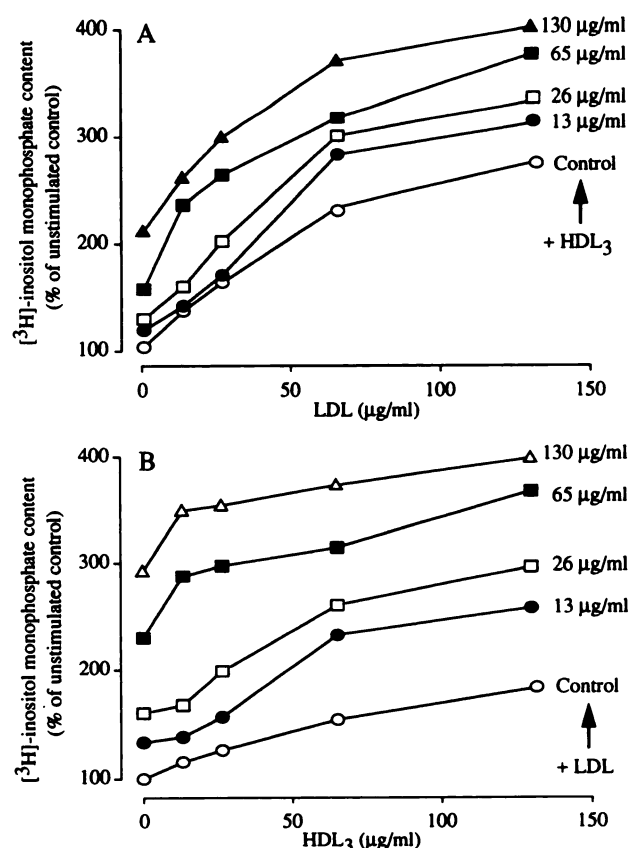 A
[³H]-inositol monophosphate content
(% of unstimulated control)
400
300
200
100
130 µg/ml
65 µg/ml
26 µg/ml
13 µg/ml
Control
+ HDL₃
0 50 100 150
LDL (µg/ml)
B
[³H]-inositol monophosphate content
(% of unstimulated control)
400
300
200
100
130 µg/ml
65 µg/ml
26 µg/ml
13 µg/ml
Control
+ LDL
0 50 100 150
HDL₃ (µg/ml)